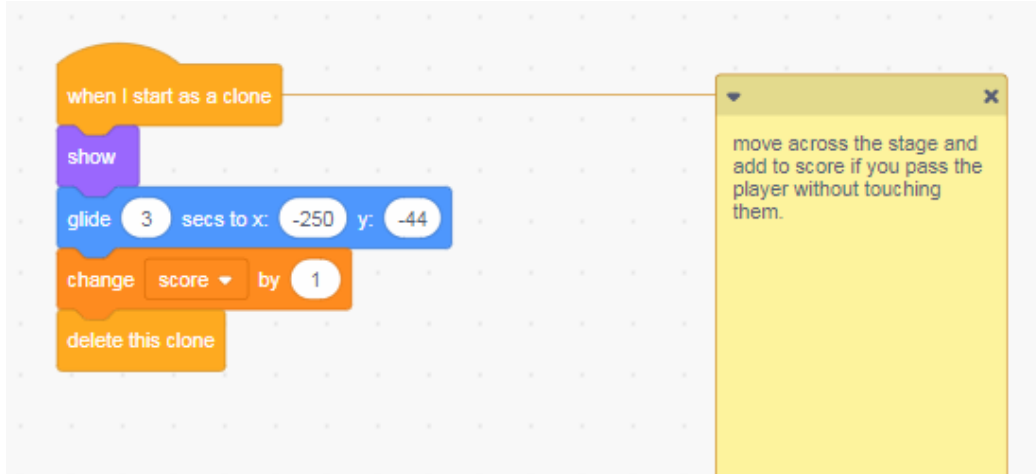 when I start as a clone
show
glide 3 secs to x: -250 y: -44
change score by 1
delete this clone
move across the stage and
add to score if you pass the
player without touching
them.